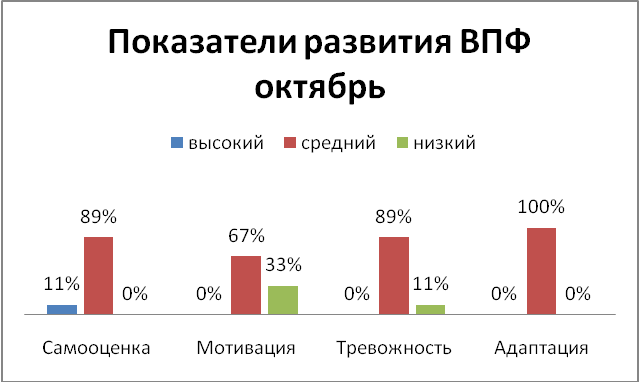 Показатели развития ВПФ
октябрь
высокий средний низкий
11% 89% 0% 0% 67% 33% 0% 89% 11% 0% 100% 0%
Самооценка Мотивация Тревожность Адаптация